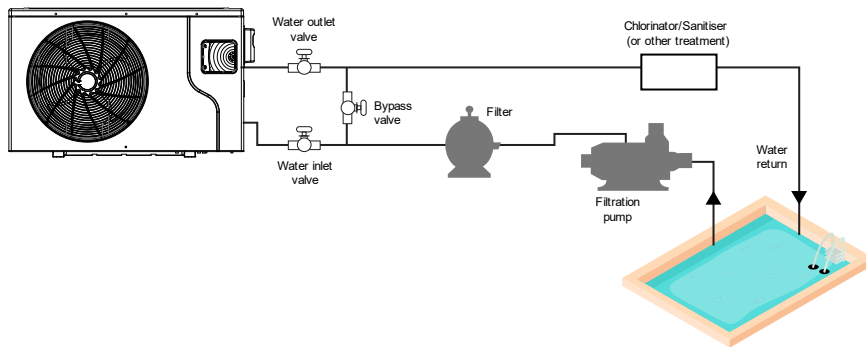 Water outlet
valve
Chlorinator/Sanitiser
(or other treatment)
Bypass
valve
Filter
Water inlet
valve
Water
return
Filtration
pump